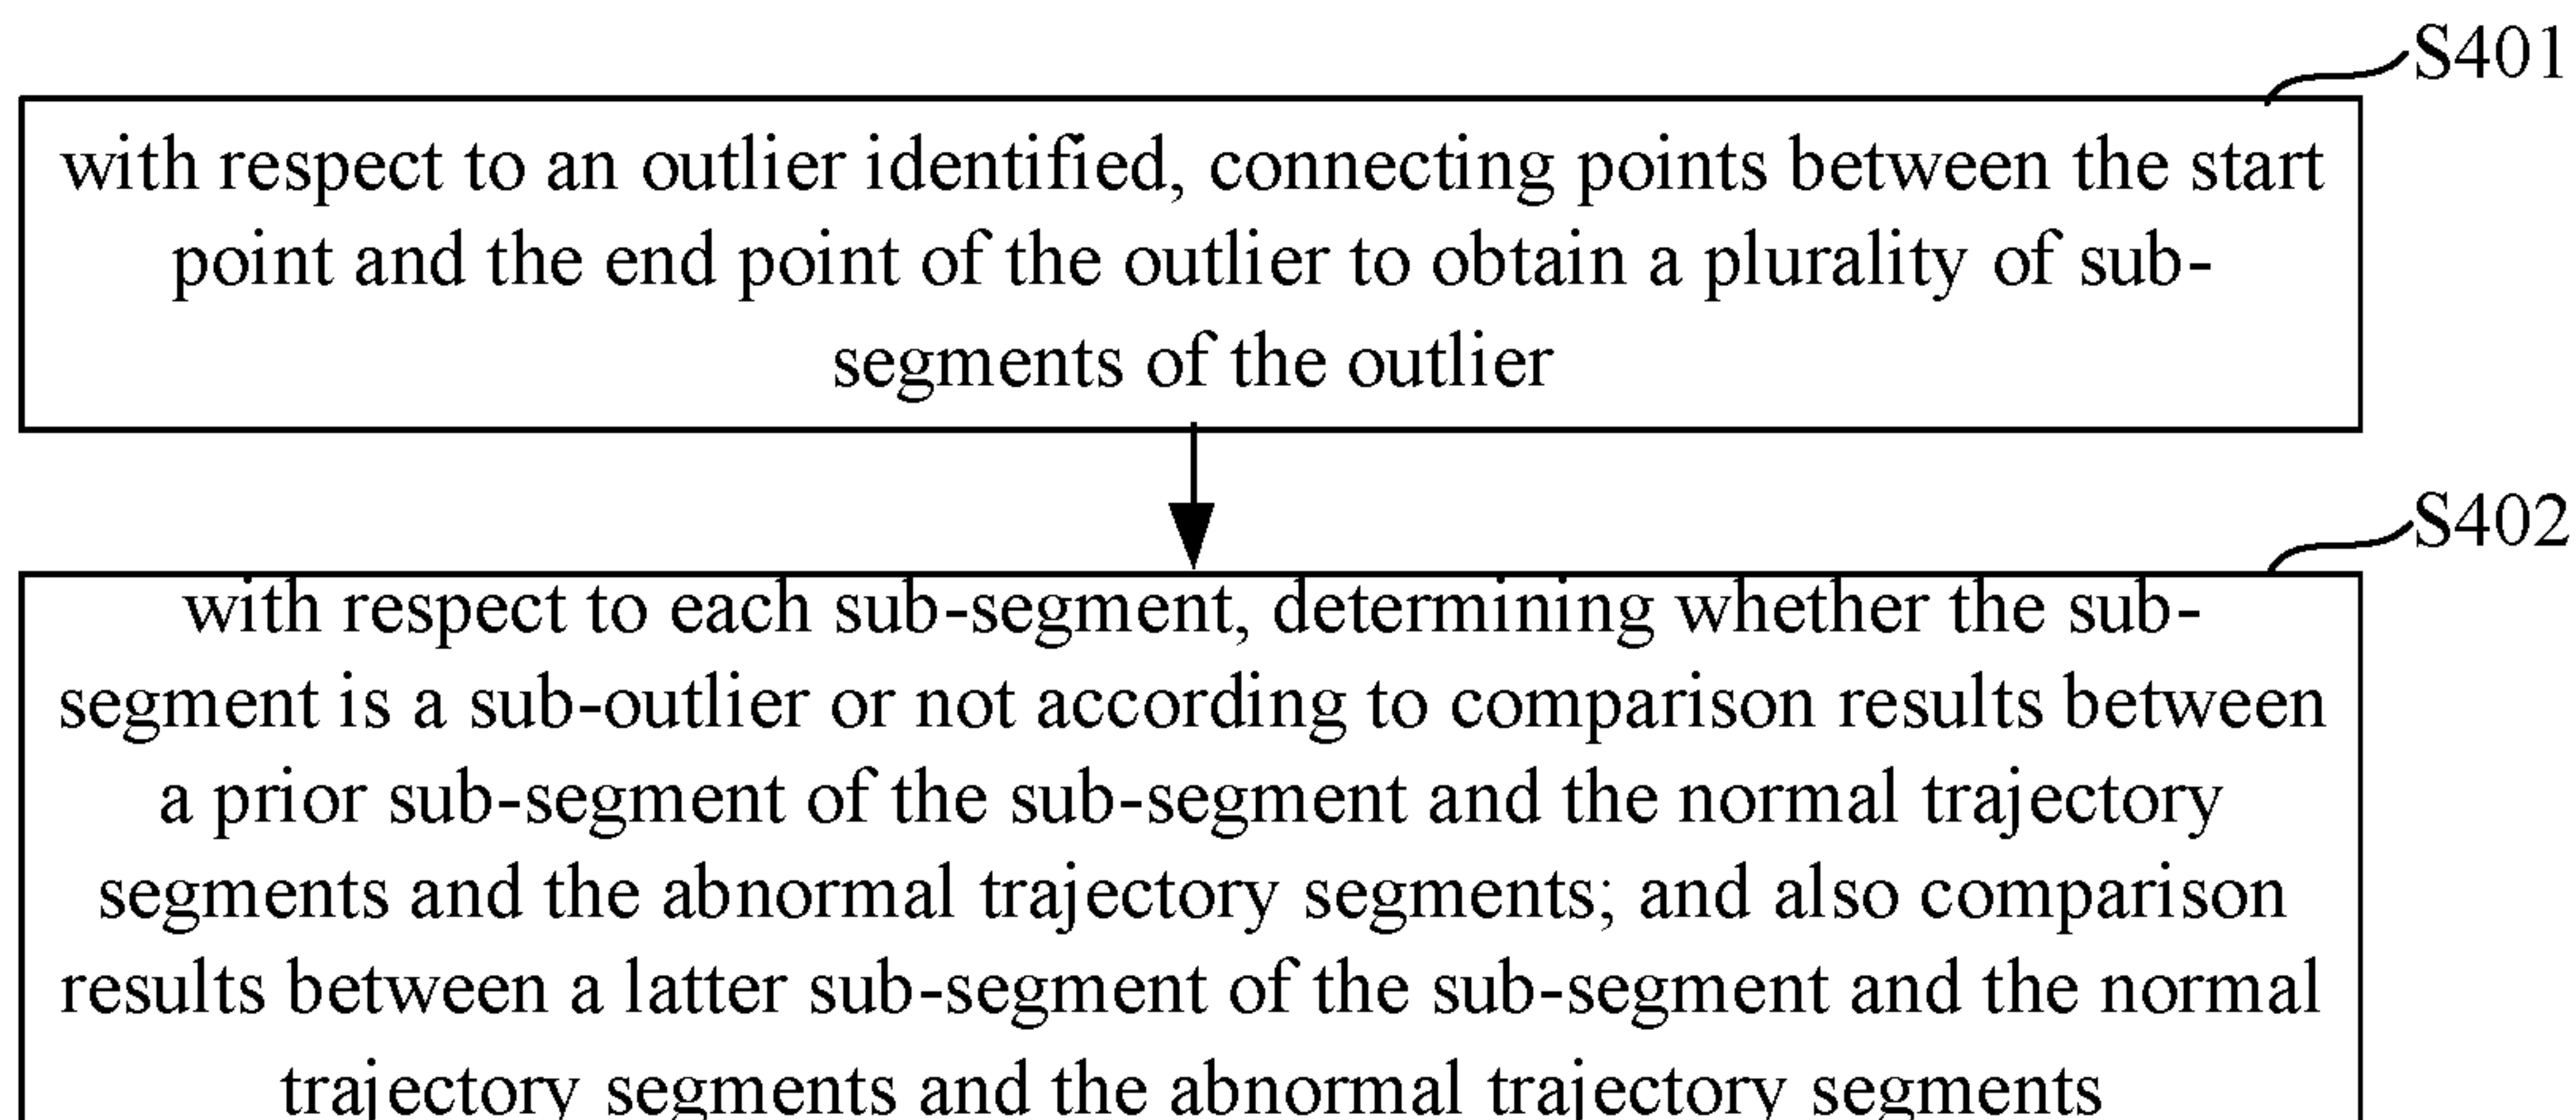 S401
with respect to an outlier identified, connecting points between the start
point and the end point of the outlier to obtain a plurality of sub-
segments of the outlier
S402
with respect to each sub-segment, determining whether the sub-
segment is a sub-outlier or not according to comparison results between
a prior sub-segment of the sub-segment and the normal trajectory
segments and the abnormal trajectory segments; and also comparison
results between a latter sub-segment of the sub-segment and the normal
trajectory segments and the abnormal trajectory segments